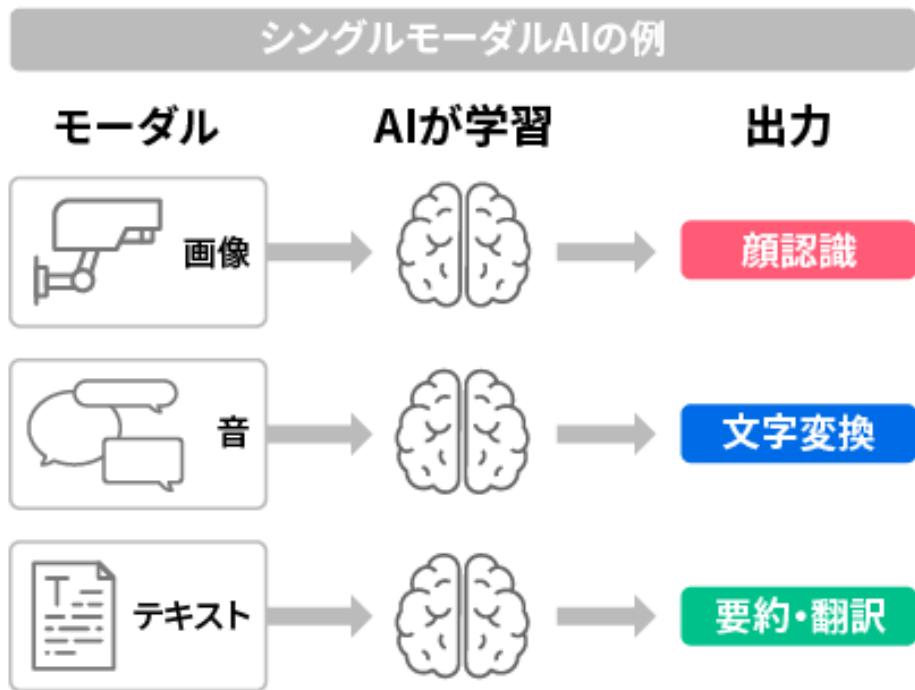 シングルモーダルAIの例
モーダル AIが学習 出力
画像 顔認識
音 文字変換
T テキスト 要約・翻訳